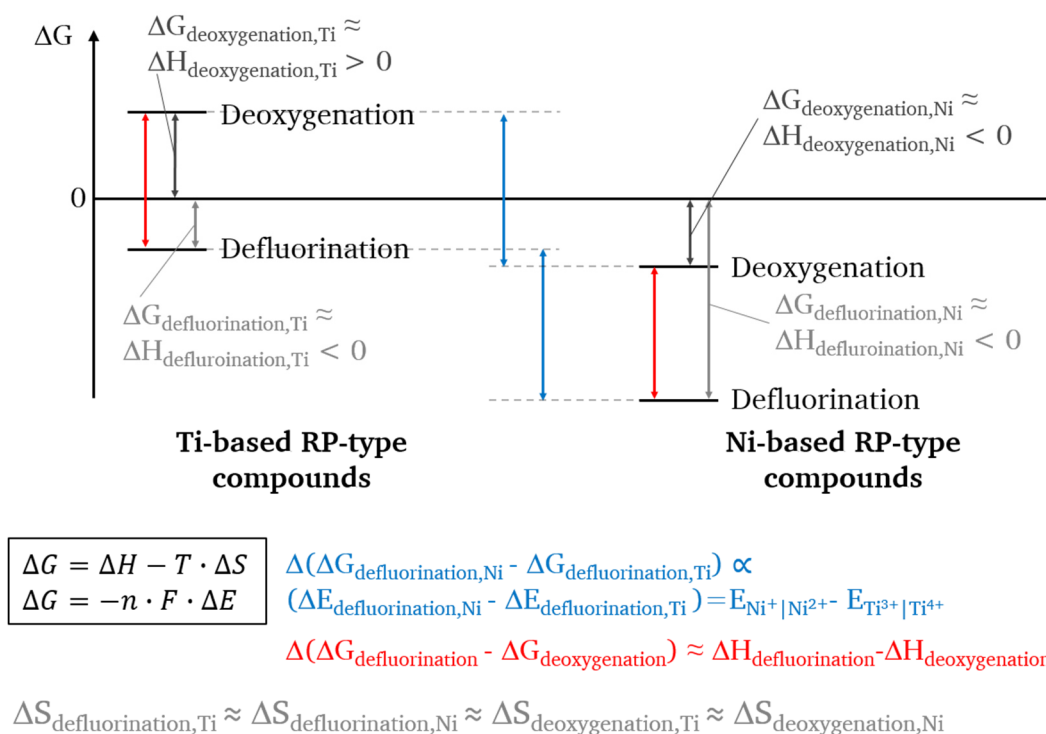 ΔG
ΔG_deoxygenation,Ti ≈
ΔH_deoxygenation,Ti > 0
Deoxygenation
ΔG_deoxygenation,Ni ≈
ΔH_deoxygenation,Ni < 0
0
Defluorination
Deoxygenation
ΔG_defluorination,Ti ≈
ΔH_defluroination,Ti < 0
ΔG_defluorination,Ni ≈
ΔH_defluroination,Ni < 0
Defluorination
Ti-based RP-type
compounds
Ni-based RP-type
compounds
ΔG = ΔH − T · ΔS
ΔG = −n · F · ΔE
Δ(ΔG_defluorination,Ni - ΔG_defluorination,Ti) ∝
(ΔE_defluorination,Ni - ΔE_defluorination,Ti) = E_Ni⁺|Ni²⁺ - E_Ti³⁺|Ti⁴⁺
Δ(ΔG_defluorination - ΔG_deoxygenation) ≈ ΔH_defluorination-ΔH_deoxygenation
ΔS_defluorination,Ti ≈ ΔS_defluorination,Ni ≈ ΔS_deoxygenation,Ti ≈ ΔS_deoxygenation,Ni